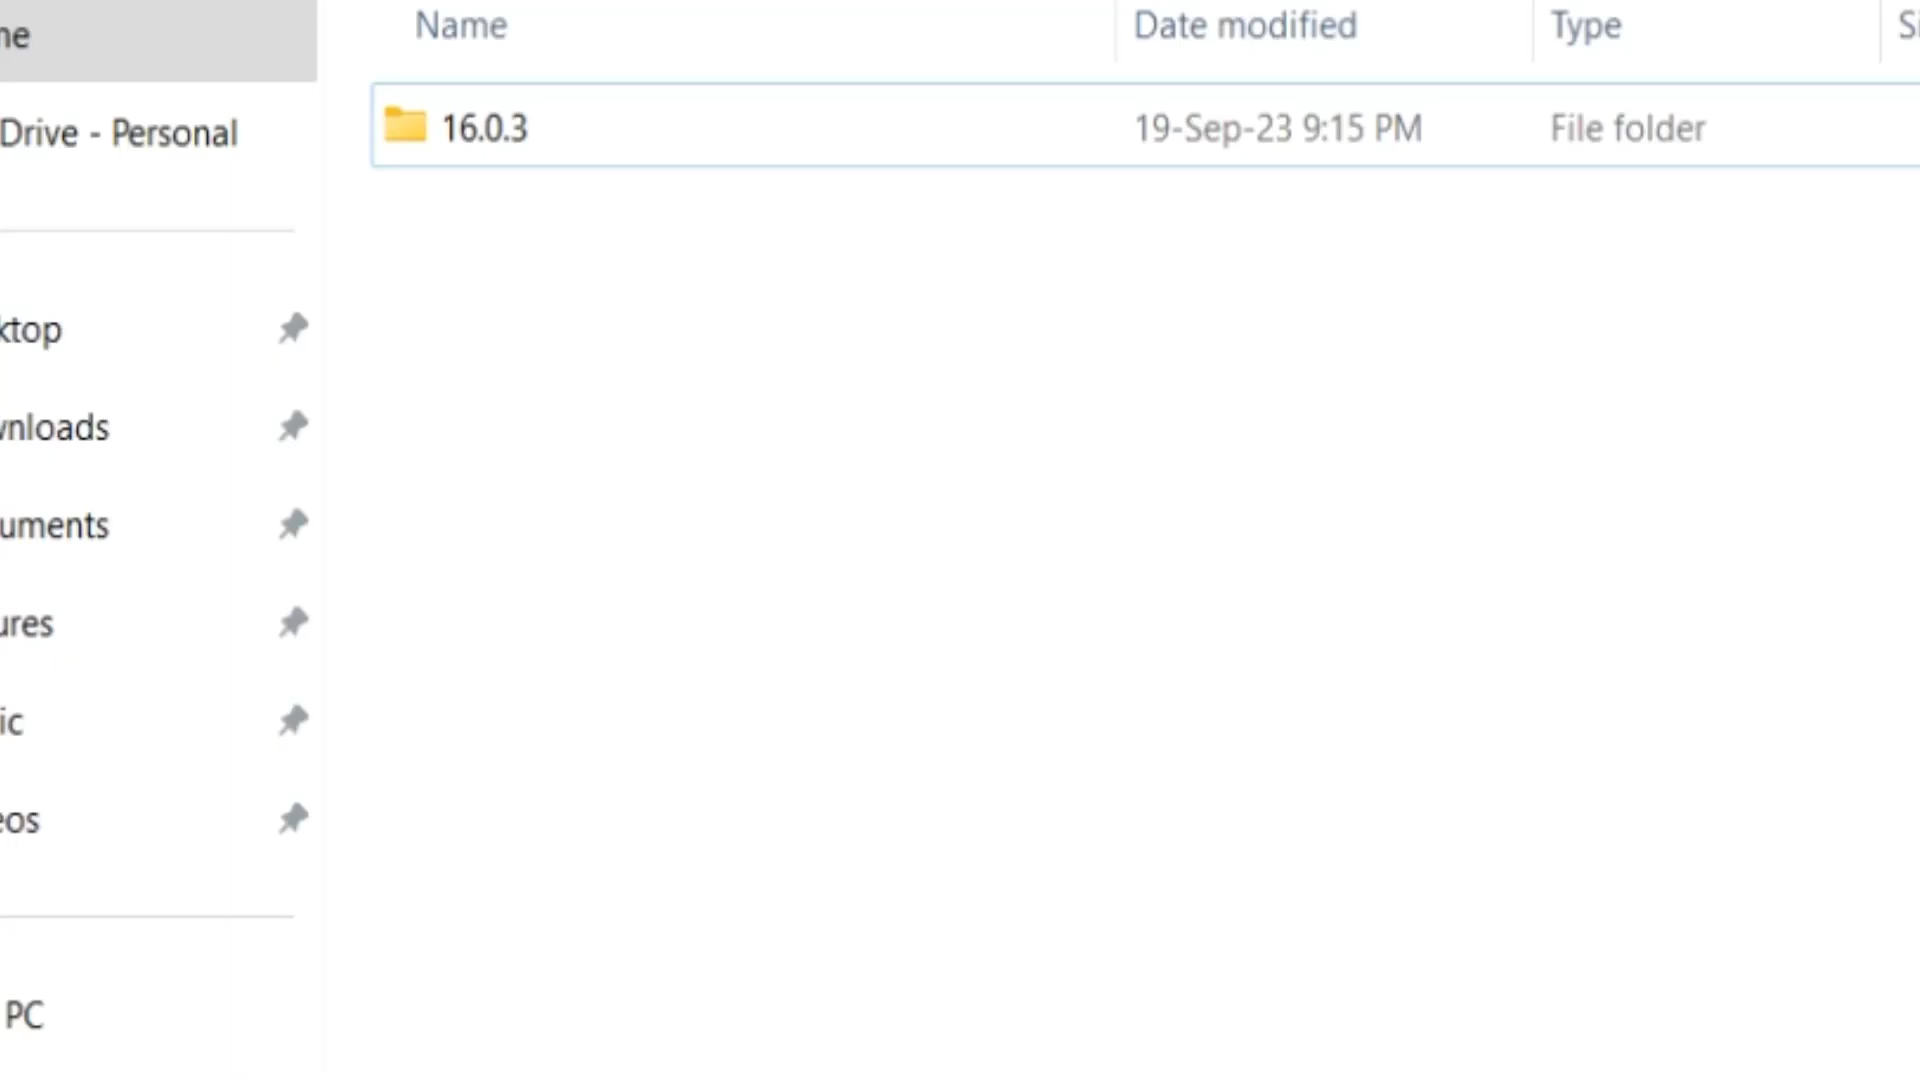 Name Date modified Type Si
16.0.3 19-Sep-23 9:15 PM File folder
ne
Drive - Personal
ktop
wnloads
uments
ures
ic
eos
PC